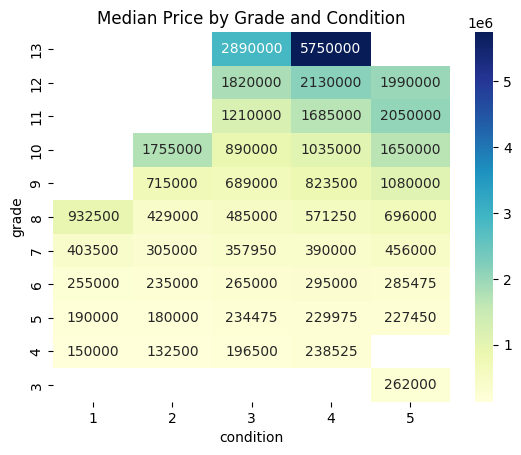 Median Price by Grade and Condition
1e6
13 2890000 5750000
12 1820000 2130000 1990000
11 1210000 1685000 2050000
10 1755000 890000 1035000 1650000
9 715000 689000 823500 1080000
8 932500 429000 485000 571250 696000
7 403500 305000 357950 390000 456000
6 255000 235000 265000 295000 285475
5 190000 180000 234475 229975 227450
4 150000 132500 196500 238525
3 262000
grade
1 2 3 4 5
condition
5
4
3
2
1